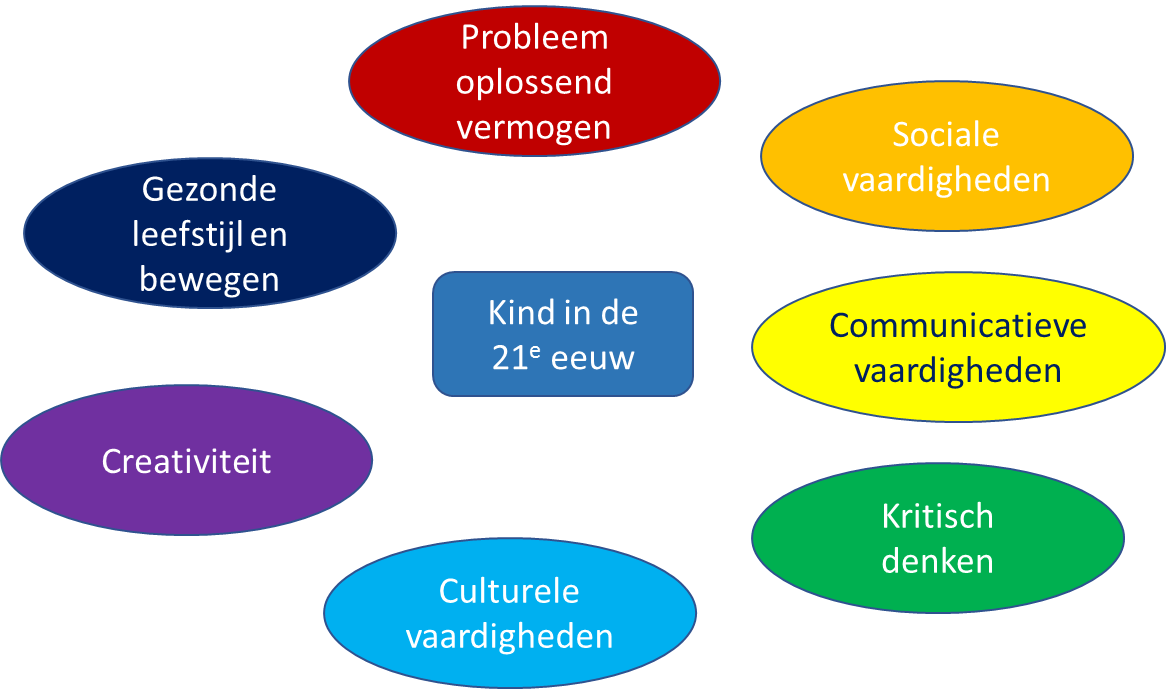 Probleem
oplossend
vermogen
Sociale
vaardigheden
Gezonde
leefstijl en
bewegen
Kind in de
21e eeuw
Communicatieve
vaardigheden
Creativiteit
Kritisch
denken
Culturele
vaardigheden